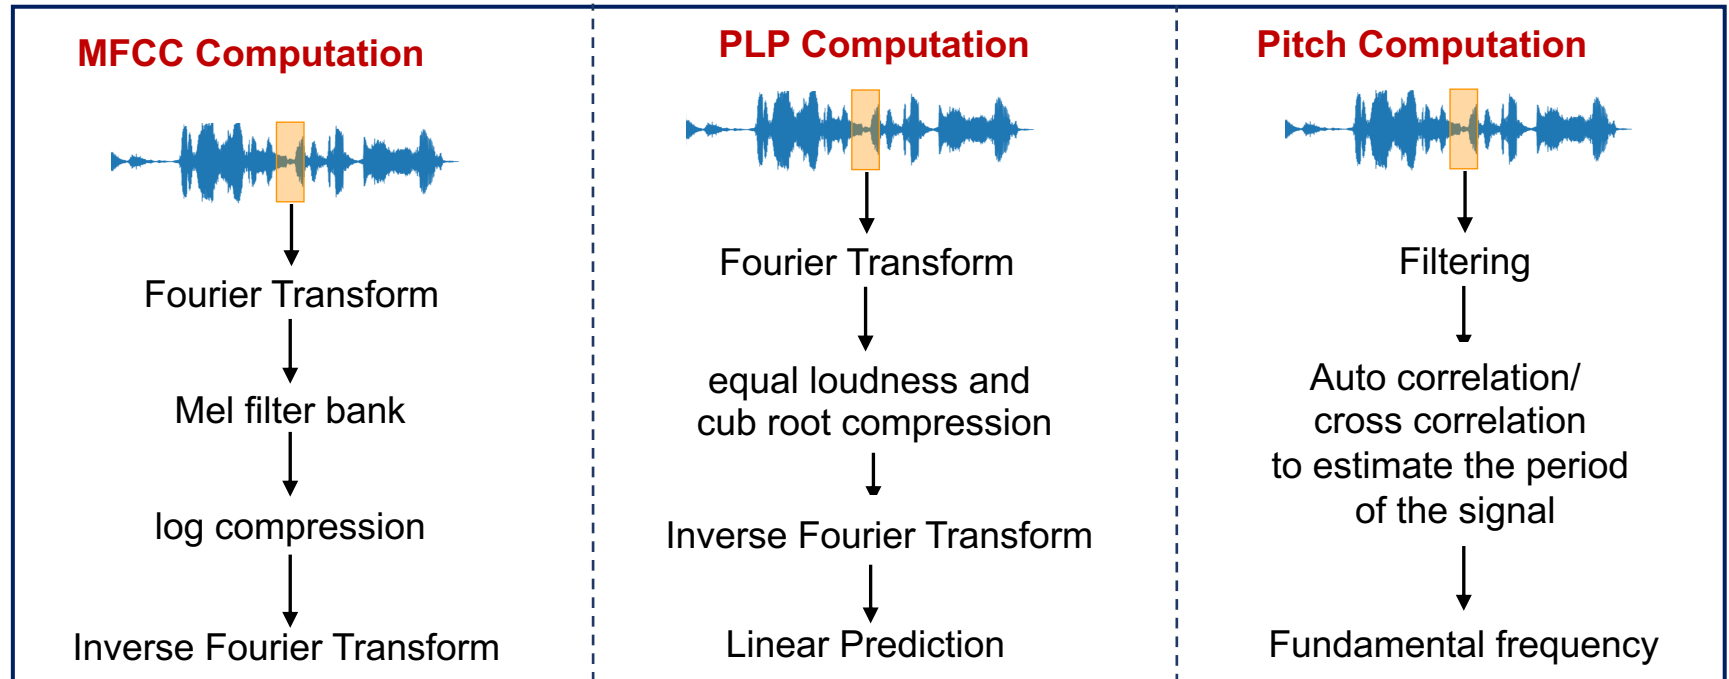 MFCC Computation
Fourier Transform
Mel filter bank
log compression
Inverse Fourier Transform
PLP Computation
Fourier Transform
equal loudness and
cub root compression
Inverse Fourier Transform
Linear Prediction
Pitch Computation
Filtering
Auto correlation/
cross correlation
to estimate the period
of the signal
Fundamental frequency